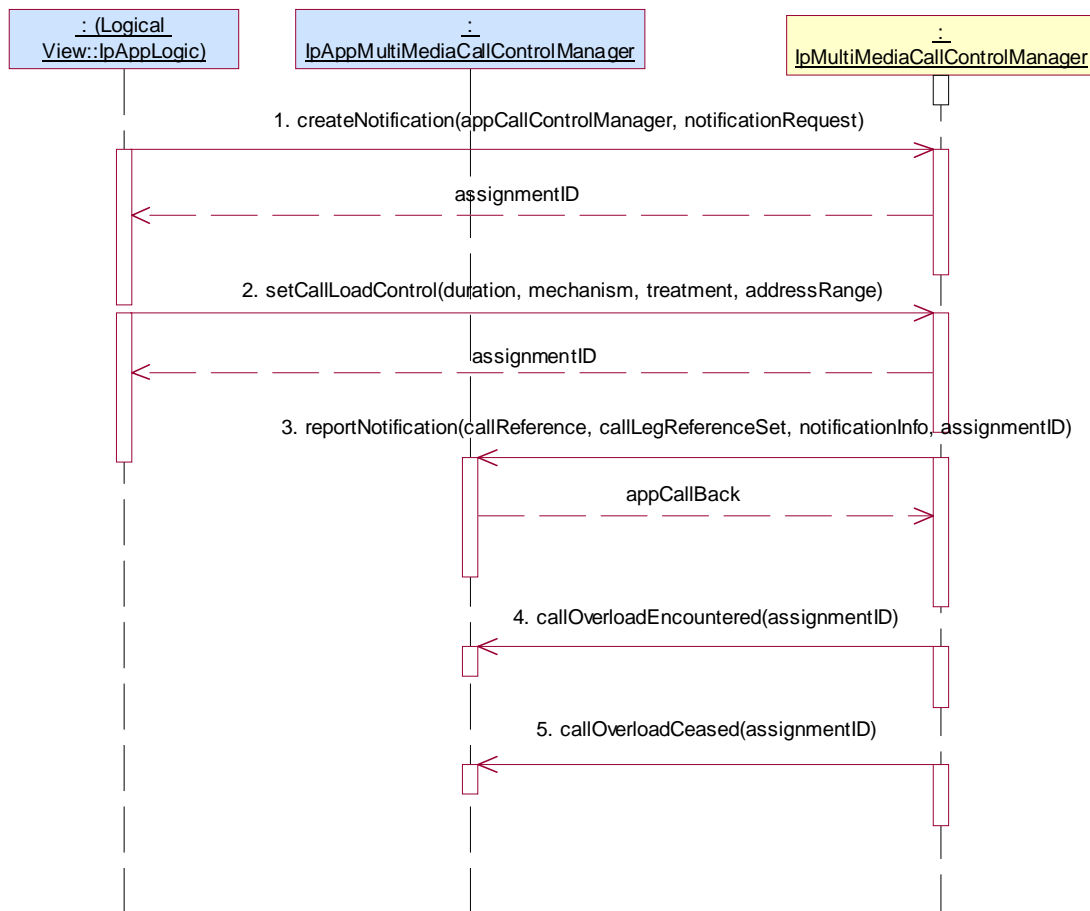 : (Logical
View::IpAppLogic)
:
IpAppMultiMediaCallControlManager
:
IpMultiMediaCallControlManager
1. createNotification(appCallControlManager, notificationRequest)
assignmentID
2. setCallLoadControl(duration, mechanism, treatment, addressRange)
assignmentID
3. reportNotification(callReference, callLegReferenceSet, notificationInfo, assignmentID)
appCallBack
4. callOverloadEncountered(assignmentID)
5. callOverloadCeased(assignmentID)